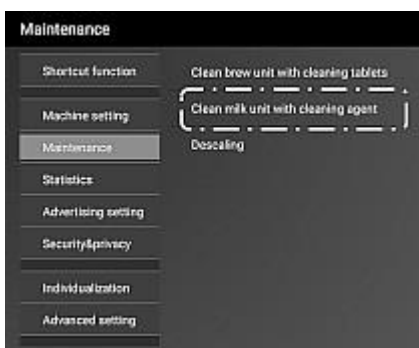 Maintenance
Shortcut function
Machine setting
Maintenance
Statistics
Advertising setting
Security&privacy
Individualization
Advanced setting
Clean brew unit with cleaning tablets
Clean milk unit with cleaning agent
Descaling